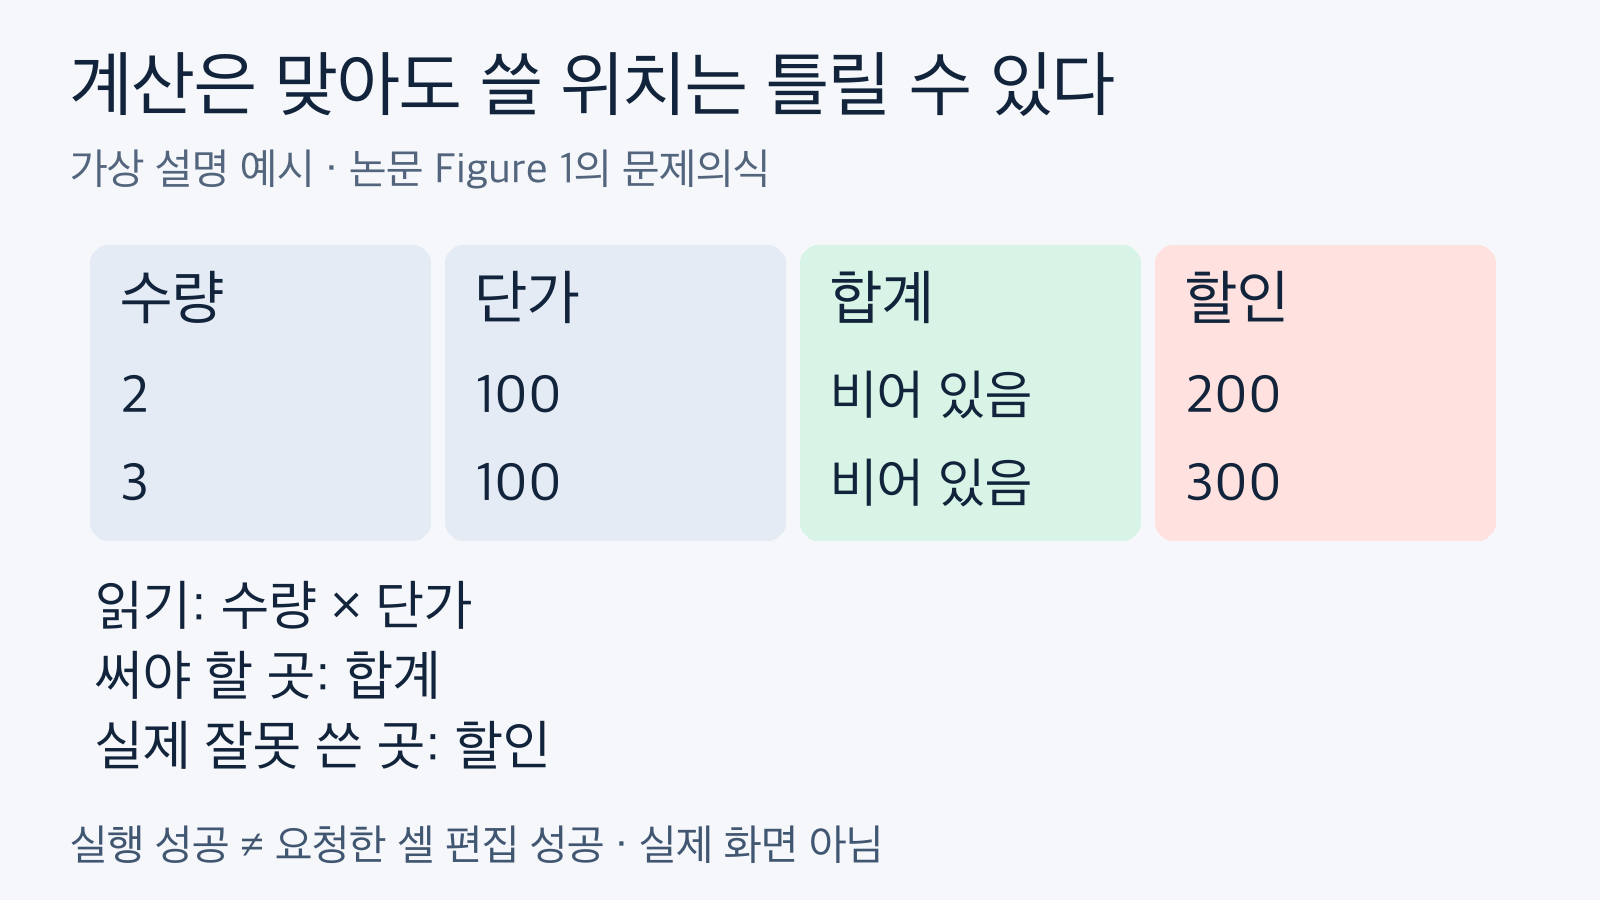 계산은 맞아도 쓸 위치는 틀릴 수 있다
가상 설명 예시 · 논문 Figure 1의 문제의식
수량 단가 합계 할인
2 100 비어 있음 200
3 100 비어 있음 300
읽기: 수량 × 단가
써야 할 곳: 합계
실제 잘못 쓴 곳: 할인
실행 성공 ≠ 요청한 셀 편집 성공 · 실제 화면 아님